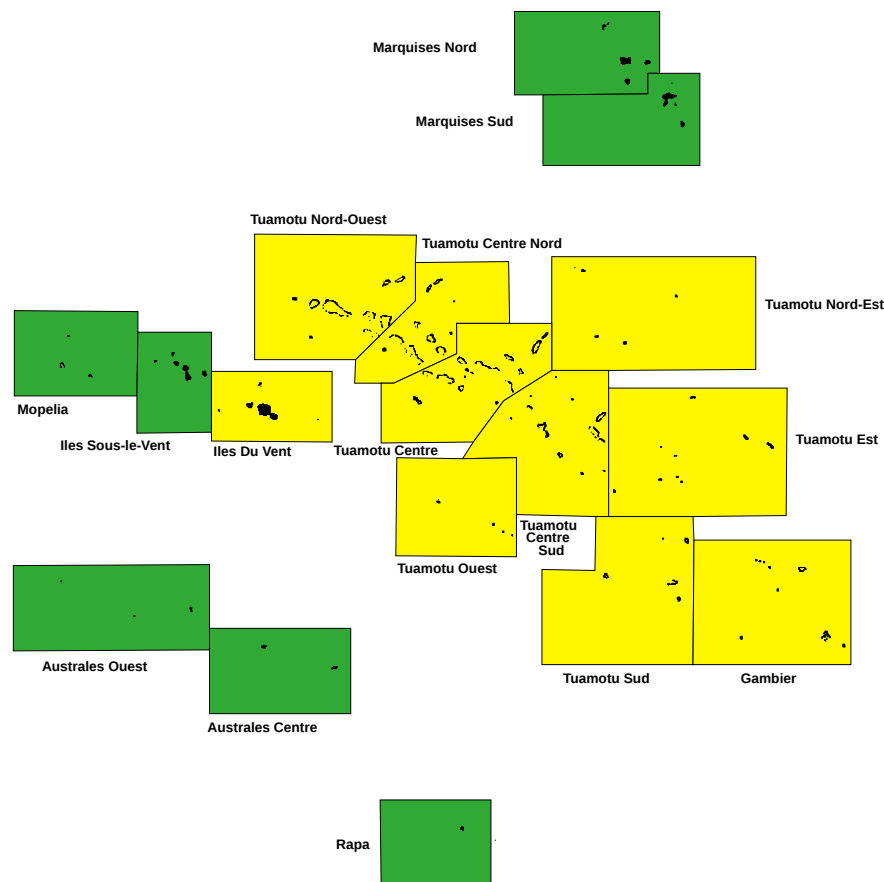 Marquises Nord
Marquises Sud
Tuamotu Nord-Ouest
Tuamotu Centre Nord
Tuamotu Nord-Est
Mopelia
Iles Sous-le-Vent
Iles Du Vent
Tuamotu Centre
Tuamotu Est
Tuamotu
Centre
Sud
Tuamotu Ouest
Australes Ouest
Tuamotu Sud
Gambier
Australes Centre
Rapa